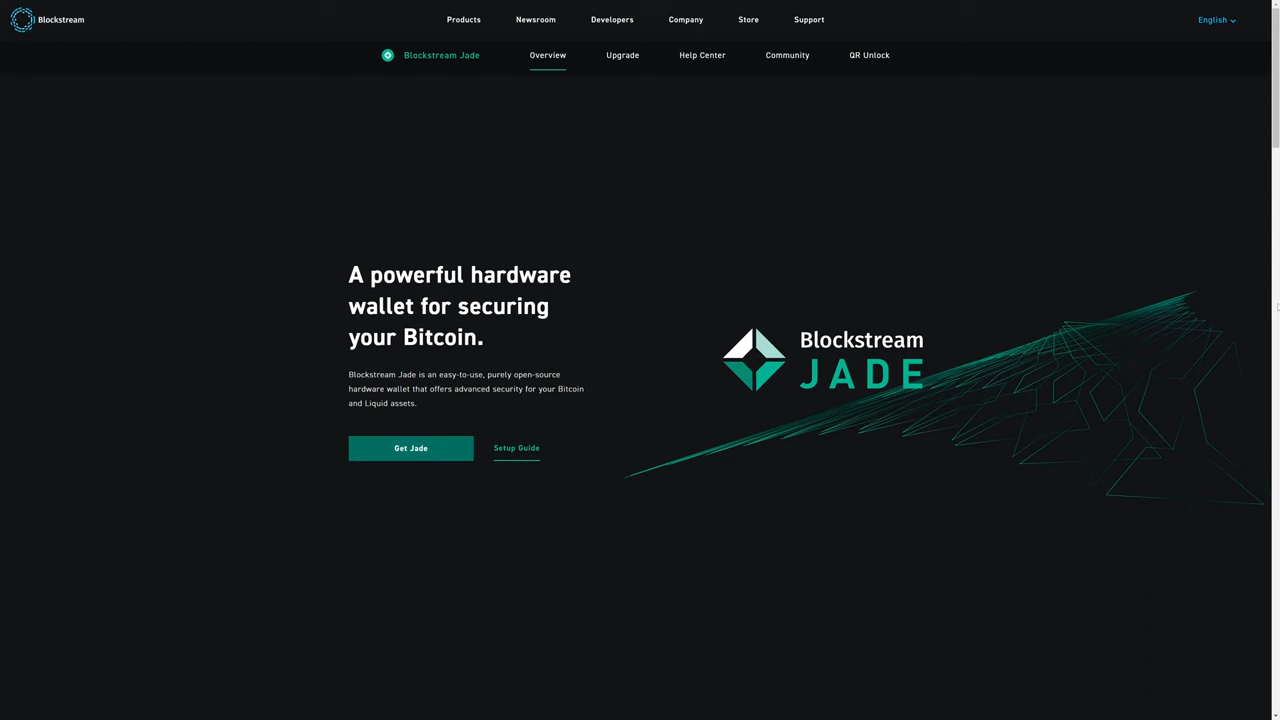 Blockstream
Products
Newsroom
Developers
Company
Store
Support
English
Blockstream Jade
Overview
Upgrade
Help Center
Community
QR Unlock
A powerful hardware
wallet for securing
your Bitcoin.
Blockstream Jade is an easy-to-use, purely open-source
hardware wallet that offers advanced security for your Bitcoin
and Liquid assets.
Get Jade
Setup Guide
Blockstream
JADE